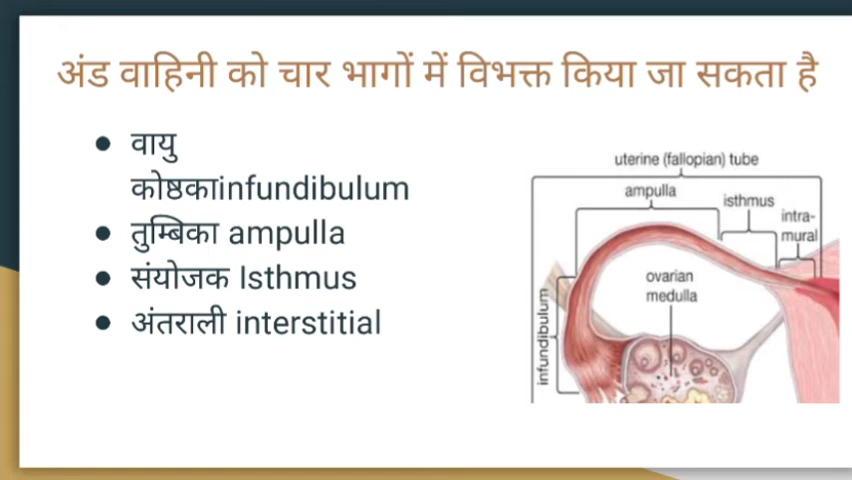 अंड वाहिनी को चार भागों में विभक्त किया जा सकता है
● वायु
कोष्ठकाinfundibulum
● तुम्बिका ampulla
● संयोजक Isthmus
● अंतराली interstitial
uterine (fallopian) tube
ampulla
isthmus
intra-
mural
ovarian
medulla
infundibulum